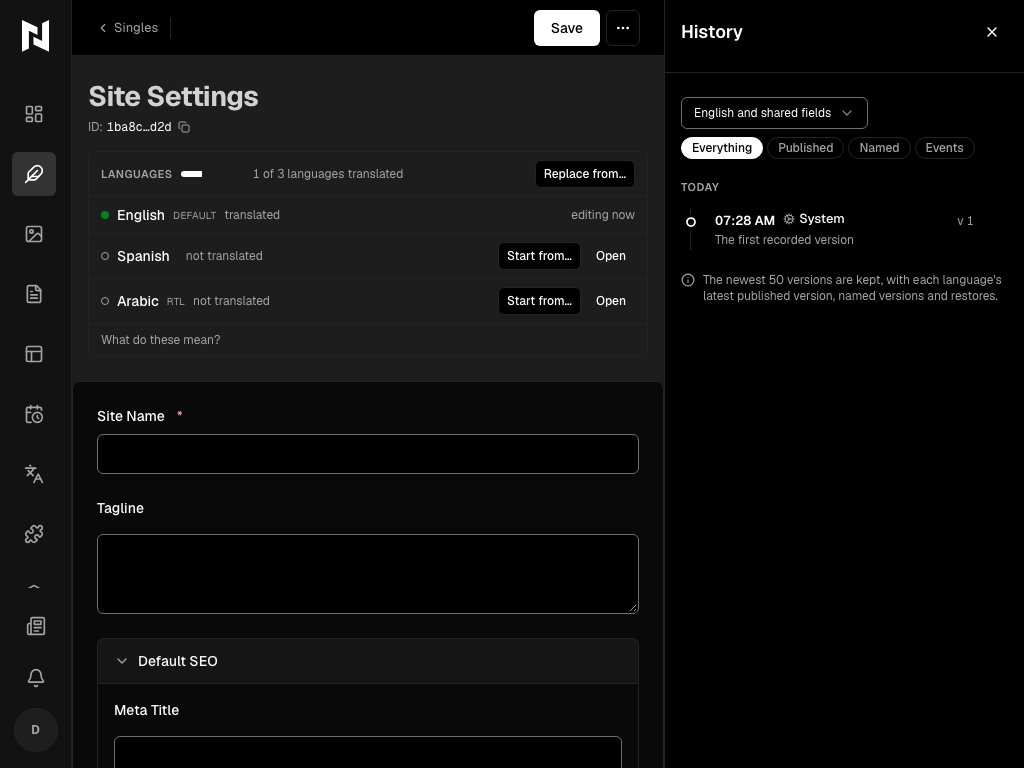 Singles
Save
Site Settings
ID: 1ba8c...d2d
LANGUAGES 1 of 3 languages translated Replace from...
English DEFAULT translated editing now
Spanish not translated Start from... Open
Arabic RTL not translated Start from... Open
What do these mean?
Site Name *
Tagline
Default SEO
Meta Title
D
History
English and shared fields
Everything Published Named Events
TODAY
07:28 AM System v 1
The first recorded version
The newest 50 versions are kept, with each language's
latest published version, named versions and restores.